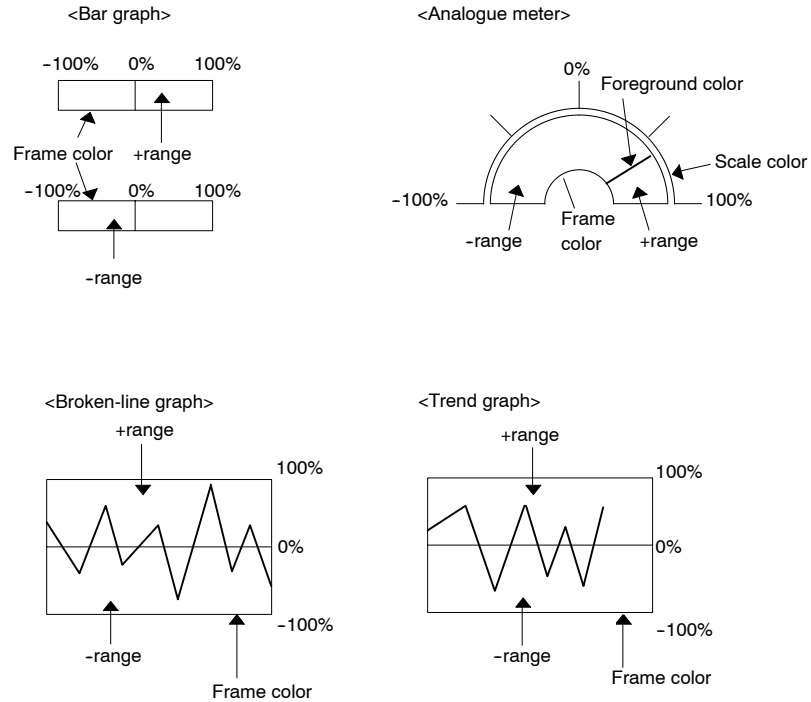 <Bar graph>
--100% 0% 100%
Frame color +range
--100% 0% 100%
--range
<Analogue meter>
0%
Foreground color
Scale color
--100% 100%
Frame
color
--range +range
<Broken-line graph>
+range
100%
0%
--100%
--range
Frame color
<Trend graph>
+range
100%
0%
--100%
--range
Frame color